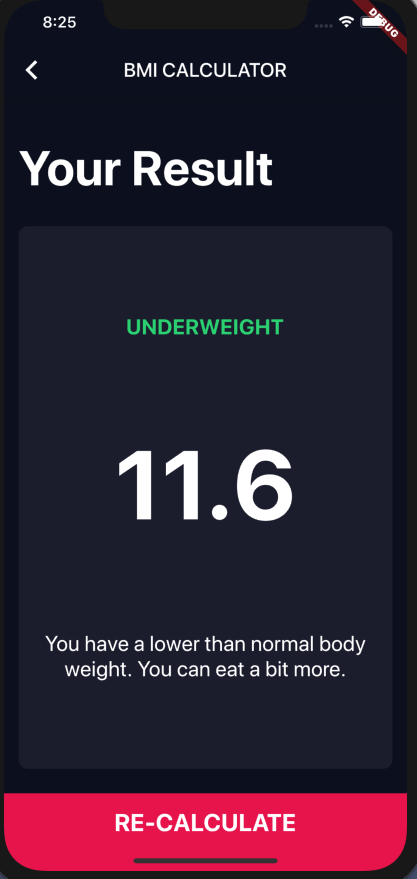 8:25
DEBUG
BMI CALCULATOR
Your Result
UNDERWEIGHT
11.6
You have a lower than normal body
weight. You can eat a bit more.
RE-CALCULATE